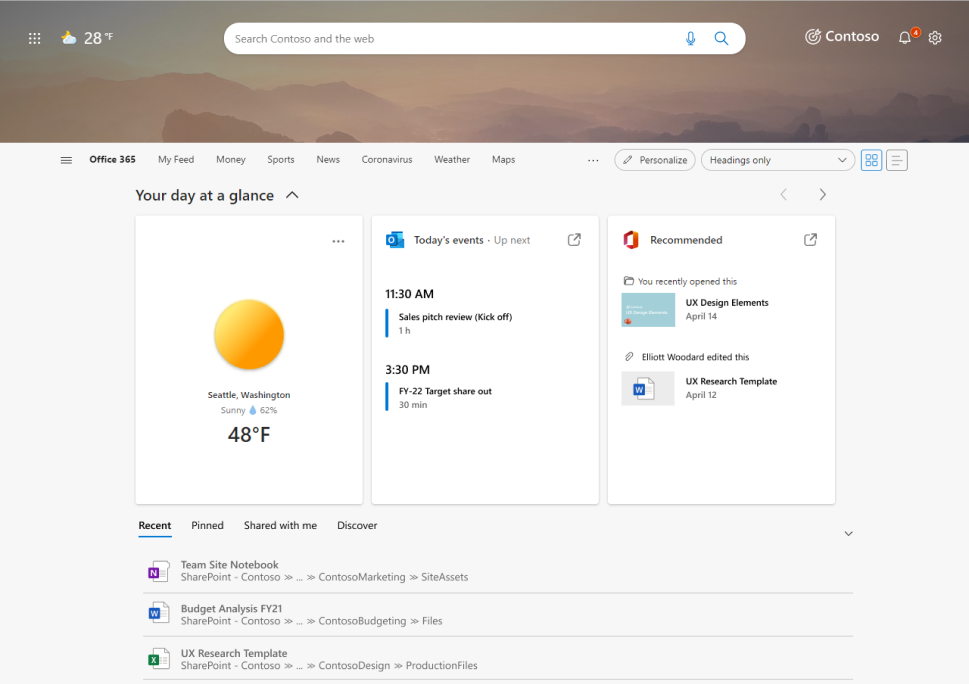 28 °F
Search Contoso and the web
Contoso
4
Office 365 My Feed Money Sports News Coronavirus Weather Maps
Personalize
Headings only
Your day at a glance
Seattle, Washington
Sunny 62%
48°F
Today's events · Up next
11:30 AM
Sales pitch review (Kick off)
1 h
3:30 PM
FY-22 Target share out
30 min
Recommended
You recently opened this
UX Design Elements
UX Design Elements
April 14
Elliott Woodard edited this
W
UX Research Template
April 12
Recent Pinned Shared with me Discover
N
Team Site Notebook
SharePoint - Contoso ≫ ... ≫ ContosoMarketing ≫ SiteAssets
W
Budget Analysis FY21
SharePoint - Contoso ≫ ... ≫ ContosoBudgeting ≫ Files
X
UX Research Template
SharePoint - Contoso ≫ ... ≫ ContosoDesign ≫ ProductionFiles